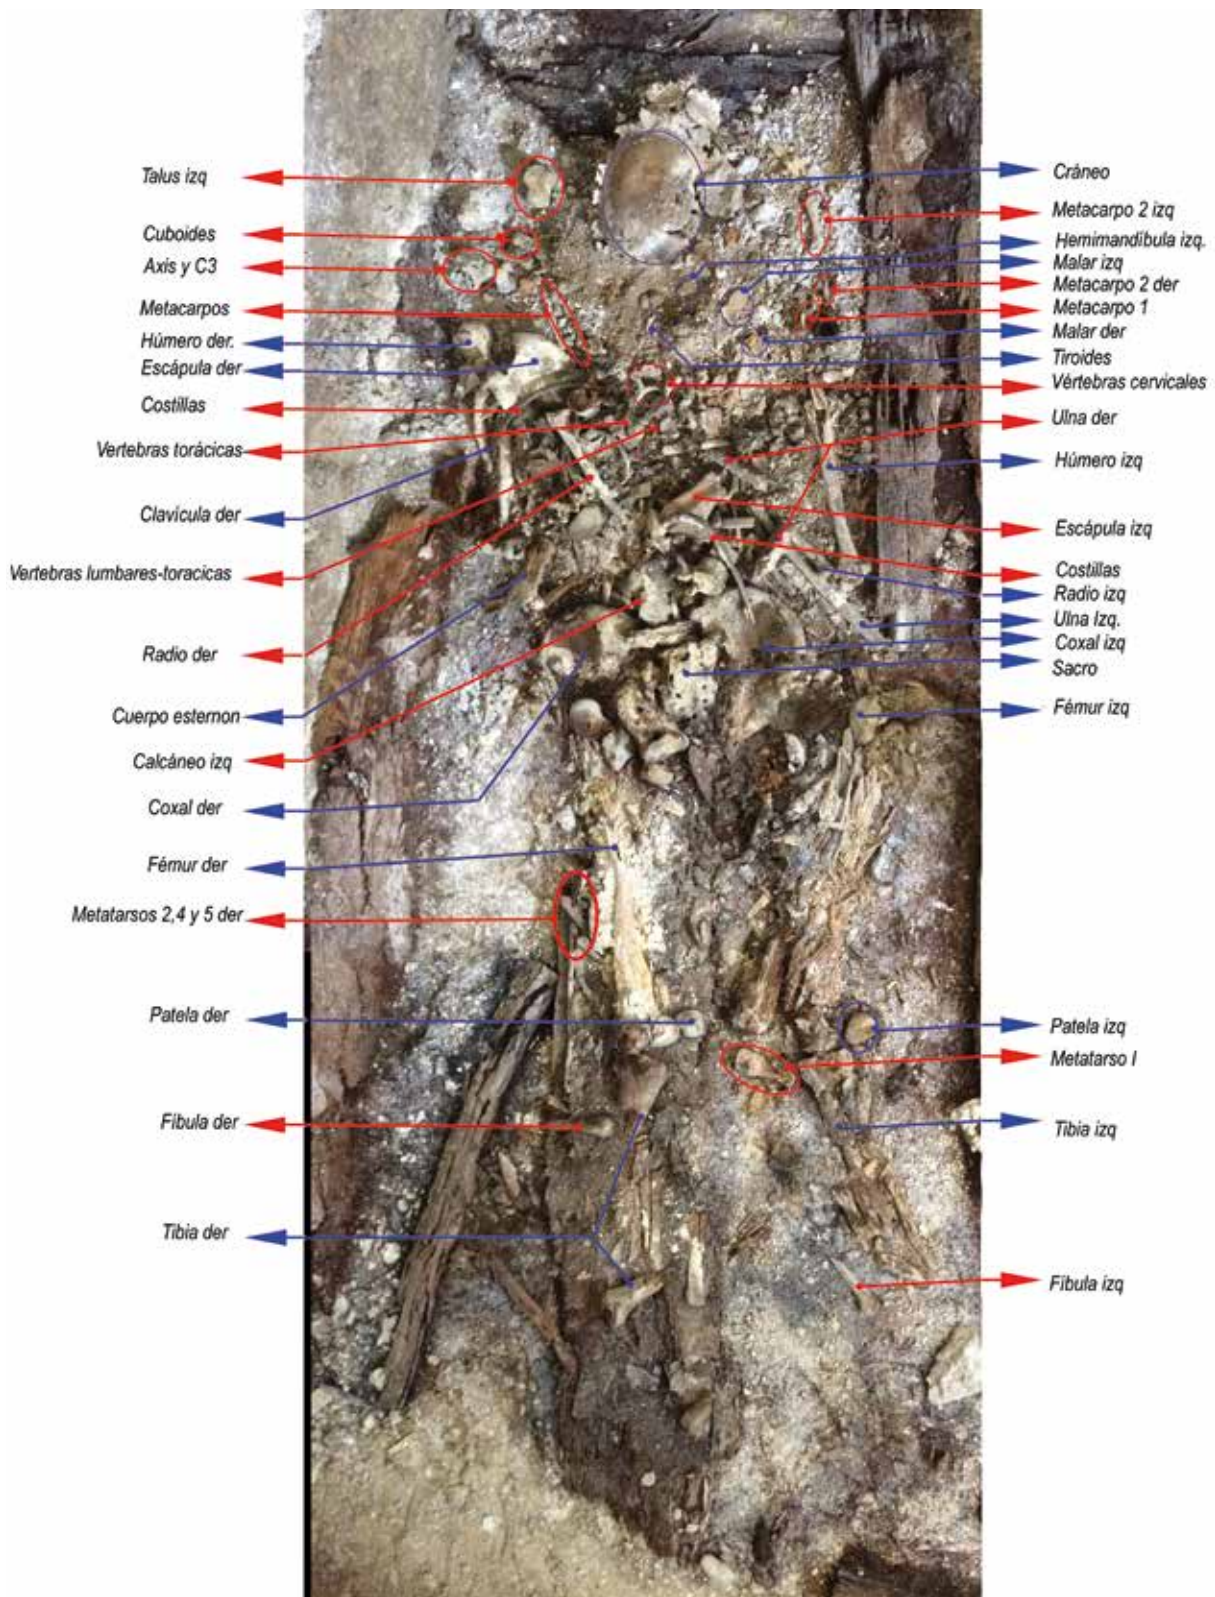 Talus izq
Cuboides
Axis y C3
Metacarpos
Húmero der.
Escápula der
Costillas
Vertebras torácicas
Clavícula der
Vertebras lumbares-toracicas
Radio der
Cuerpo esternon
Calcáneo izq
Coxal der
Fémur der
Metatarsos 2,4 y 5 der
Patela der
Fíbula der
Tibia der
Cráneo
Metacarpo 2 izq
Hemimandíbula izq.
Malar izq
Metacarpo 2 der
Metacarpo 1
Malar der
Tiroides
Vértebras cervicales
Ulna der
Húmero izq
Escápula izq
Costillas
Radio izq
Ulna Izq.
Coxal izq
Sacro
Fémur izq
Patela izq
Metatarso I
Tibia izq
Fíbula izq